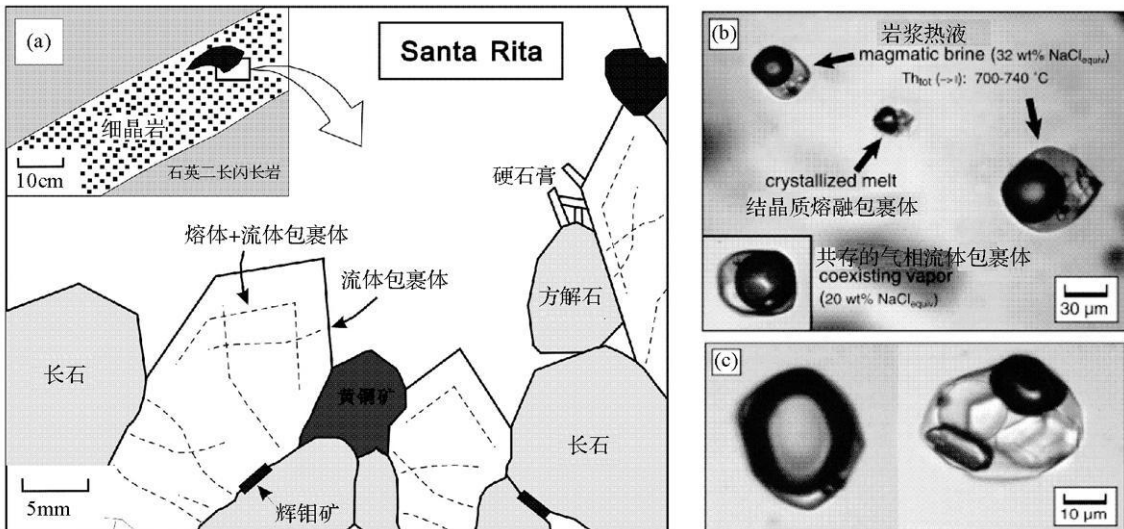 (a)
Santa Rita
细晶岩
10cm
石英二长闪长岩
硬石膏
熔体+流体包裹体
流体包裹体
方解石
长石
黄铜矿
长石
5mm
辉钼矿
(b)
岩浆热液
magmatic brine (32 wt% NaClequiv)
Thtot (->l): 700-740 °C
crystallized melt
结晶质熔融包裹体
共存的气相流体包裹体
coexisting vapor
(20 wt% NaClequiv)
30 μm
(c)
10 μm